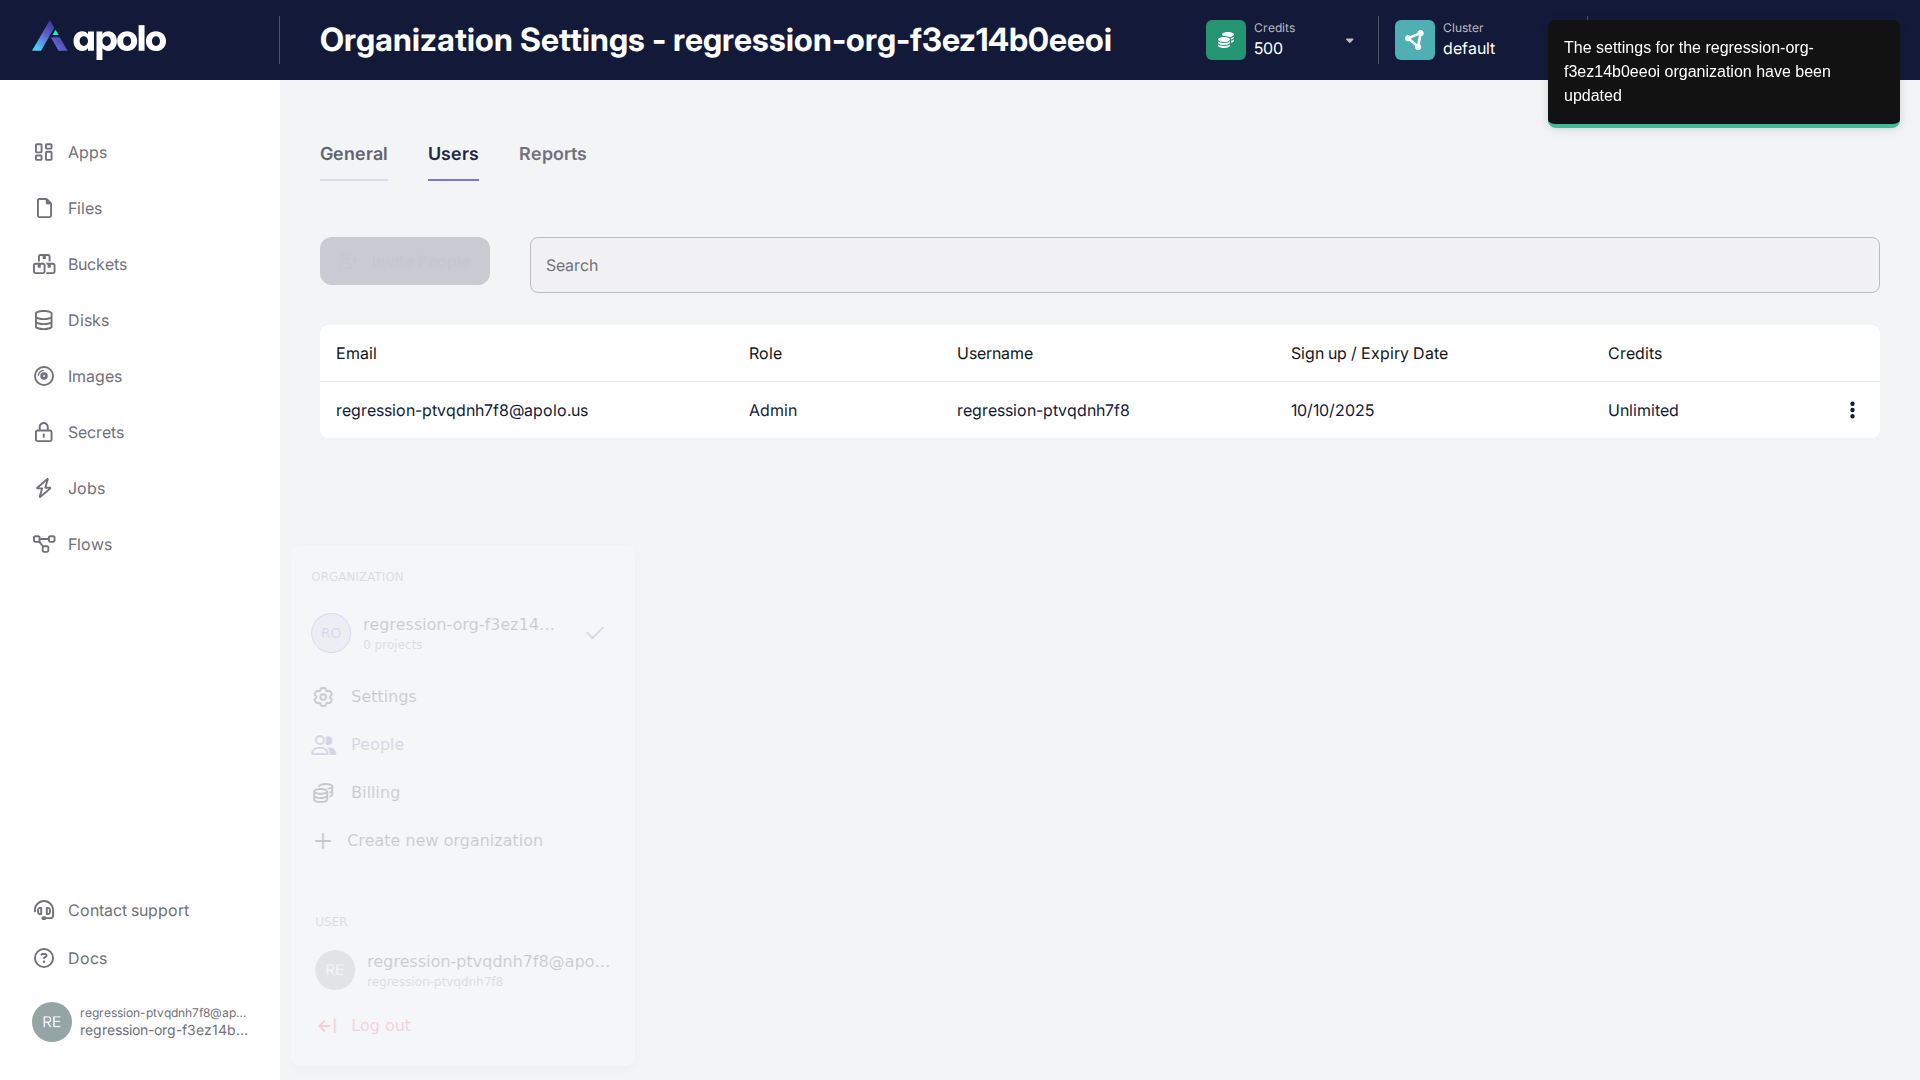 apolo
Organization Settings - regression-org-f3ez14b0eeoi
Credits
500
Cluster
default
The settings for the regression-org-
f3ez14b0eeoi organization have been
updated
Apps
Files
Buckets
Disks
Images
Secrets
Jobs
Flows
Contact support
Docs
RE
regression-ptvqdnh7f8@ap...
regression-org-f3ez14b...
General
Users
Reports
Invite People
Search
Email
Role
Username
Sign up / Expiry Date
Credits
regression-ptvqdnh7f8@apolo.us
Admin
regression-ptvqdnh7f8
10/10/2025
Unlimited
ORGANIZATION
RO
regression-org-f3ez14...
0 projects
Settings
People
Billing
Create new organization
USER
RE
regression-ptvqdnh7f8@apo...
regression-ptvqdnh7f8
Log out